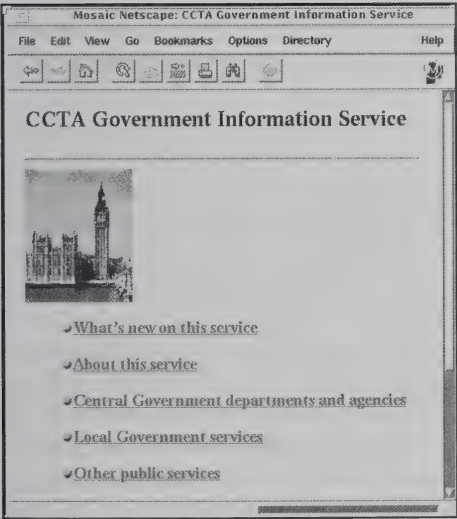 Mosaic Netscape: CCTA Government Information Service
File Edit View Go Bookmarks Options Directory Help
CCTA Government Information Service
What's new on this service
About this service
Central Government departments and agencies
Local Government services
Other public services